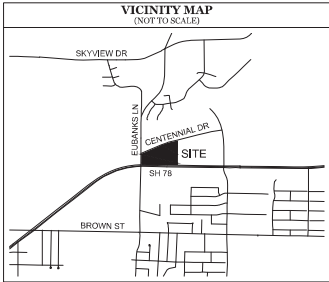 VICINITY MAP
(NOT TO SCALE)
SKYVIEW DR
EUBANKS LN
CENTENNIAL DR
SITE
SH 78
BROWN ST